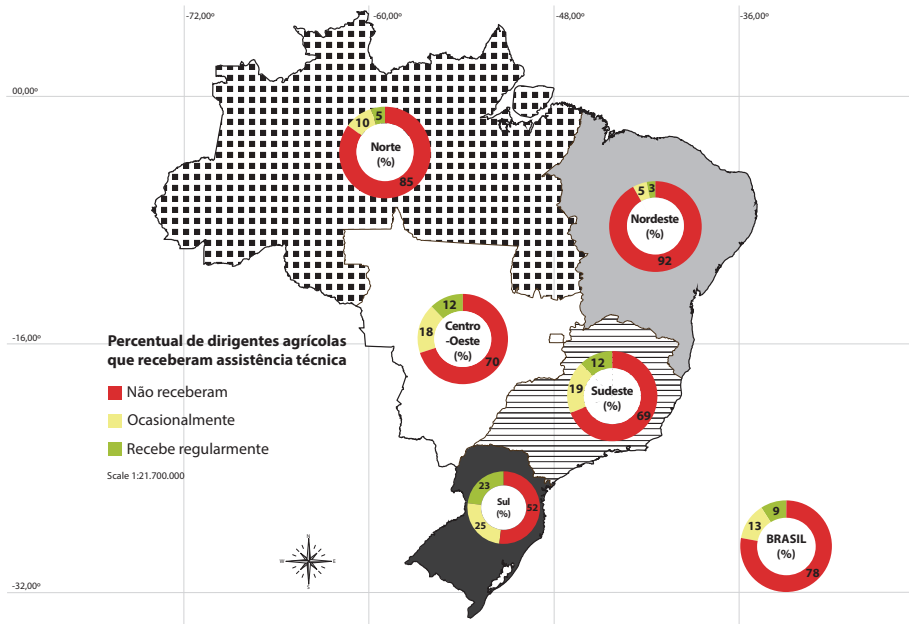 -72,00º
-60,00º
-48,00º
-36,00º
00,00º
10
5
Norte
(%)
85
5
3
Nordeste
(%)
92
12
18
Centro
-Oeste
(%)
70
-16,00º
Percentual de dirigentes agrícolas
que receberam assistência técnica
Não receberam
Ocasionalmente
Recebe regularmente
Scale 1:21.700.000
12
19
Sudeste
(%)
69
23
Sul
(%)
52
25
9
13
BRASIL
(%)
78
N
W
E
S
-32,00º